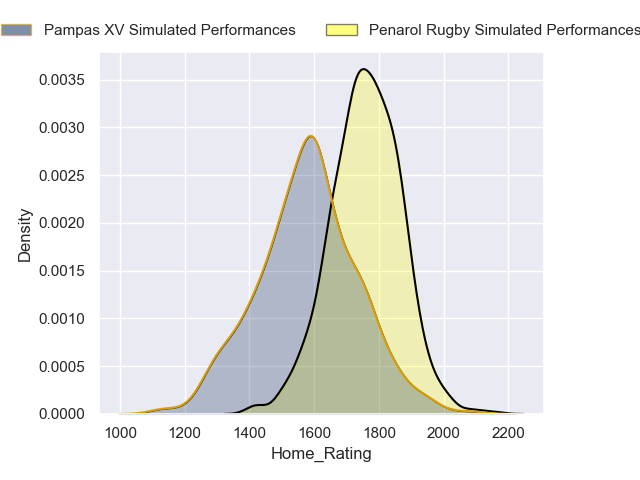 Pampas XV Simulated Performances Penarol Rugby Simulated Performances
0.0035
0.0030
0.0025
0.0020
0.0015
0.0010
0.0005
0.0000
Density
1000 1200 1400 1600 1800 2000 2200
Home_Rating